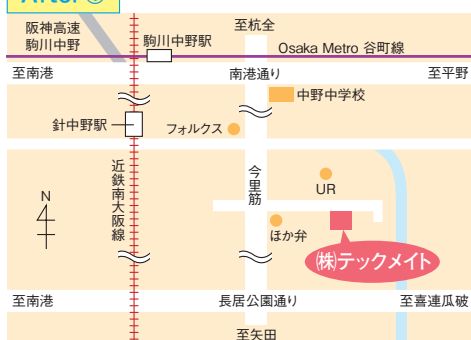 After③
阪神高速
駒川中野
駒川中野駅
至杭全
Osaka Metro 谷町線
至南港
南港通り
至平野
中野中学校
針中野駅
フォルクス
近鉄南大阪線
今里筋
UR
N
ほか弁
㈱テックメイト
至南港
長居公園通り
至喜連瓜破
至矢田